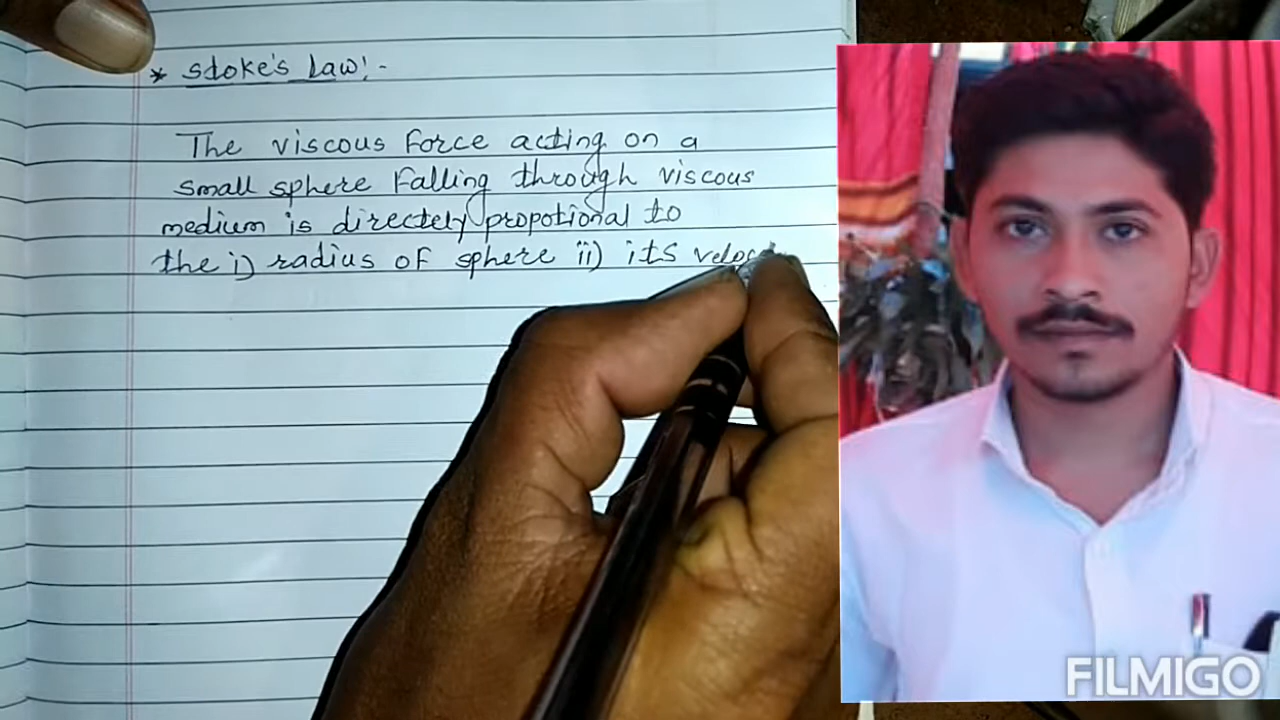 * Stoke's Law:-
The viscous Force acting on a
small sphere Falling through viscous
medium is directely propotional to
the i) radius of sphere ii) its
FILMIGO